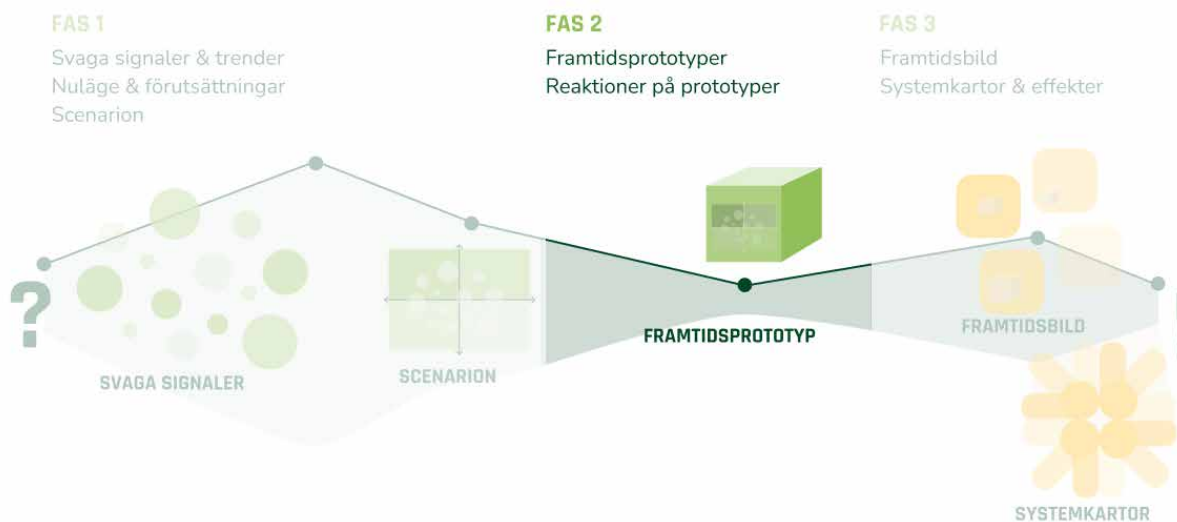 FAS 1
Svaga signaler & trender
Nuläge & förutsättningar
Scenarion
FAS 2
Framtidsprototyper
Reaktioner på prototyper
FAS 3
Framtidsbild
Systemkartor & effekter
?
SVAGA SIGNALER
SCENARION
FRAMTIDSPROTOTYP
FRAMTIDSBILD
SYSTEMKARTOR